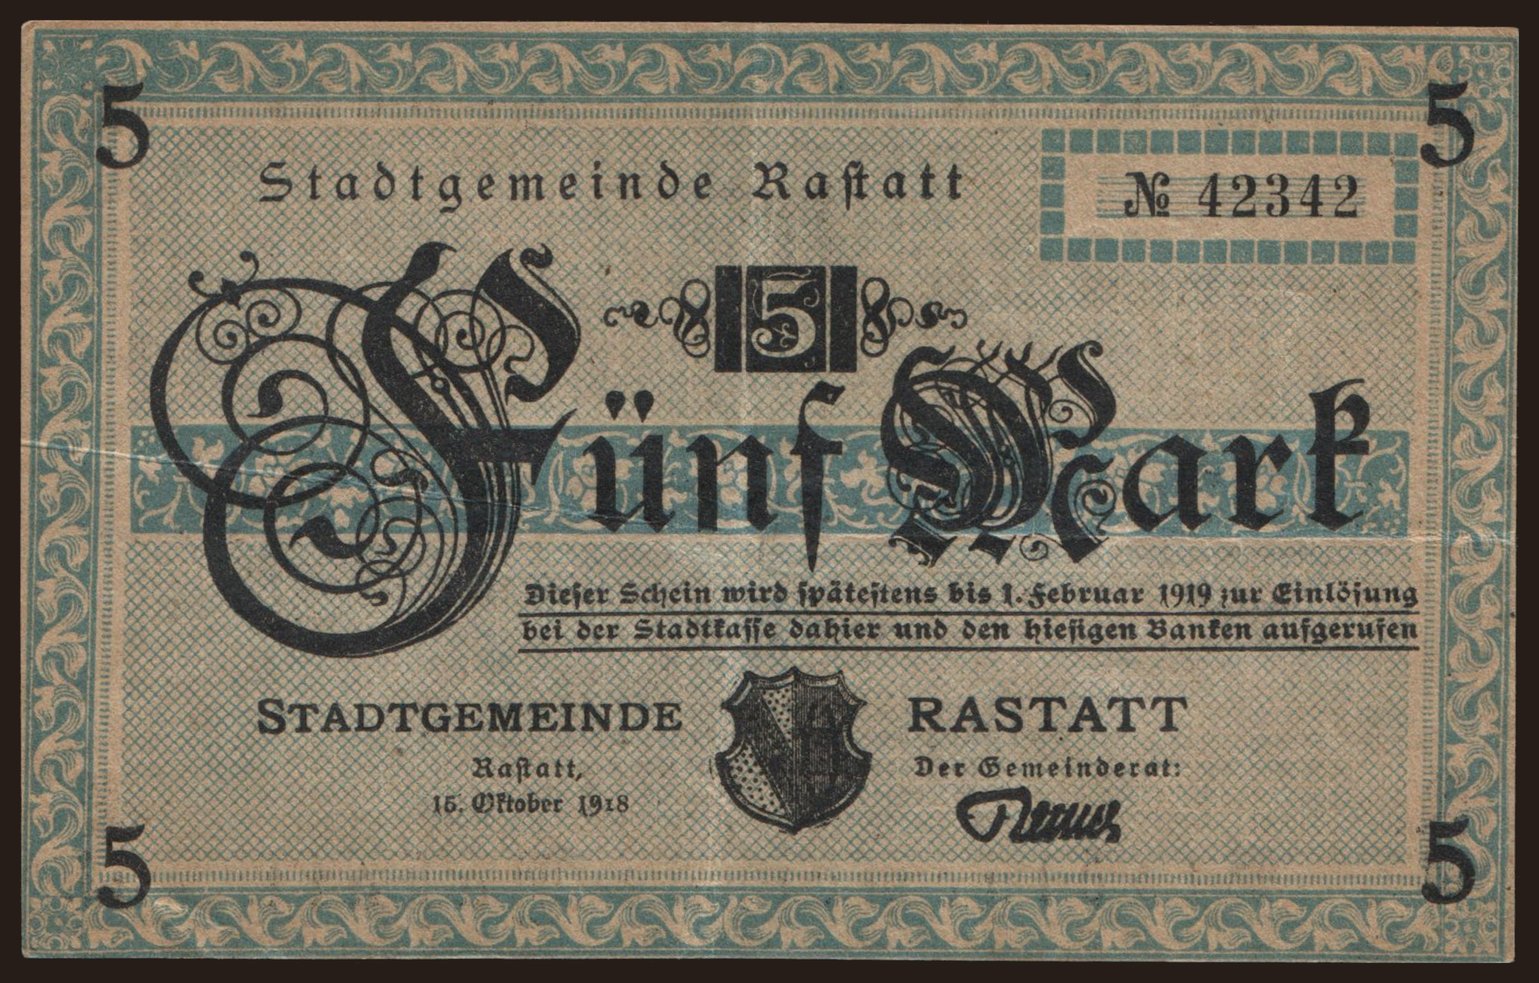 5 5
Stadtgemeinde Rastatt
№ 42342
5
Fünf Mark
Dieser Schein wird spätestens bis 1. Februar 1919 zur Einlösung
bei der Stadtkasse dahier und den hiesigen Banken aufgerufen
STADTGEMEINDE RASTATT
Rastatt,
15. Oktober 1918
Der Gemeinderat:
5 5